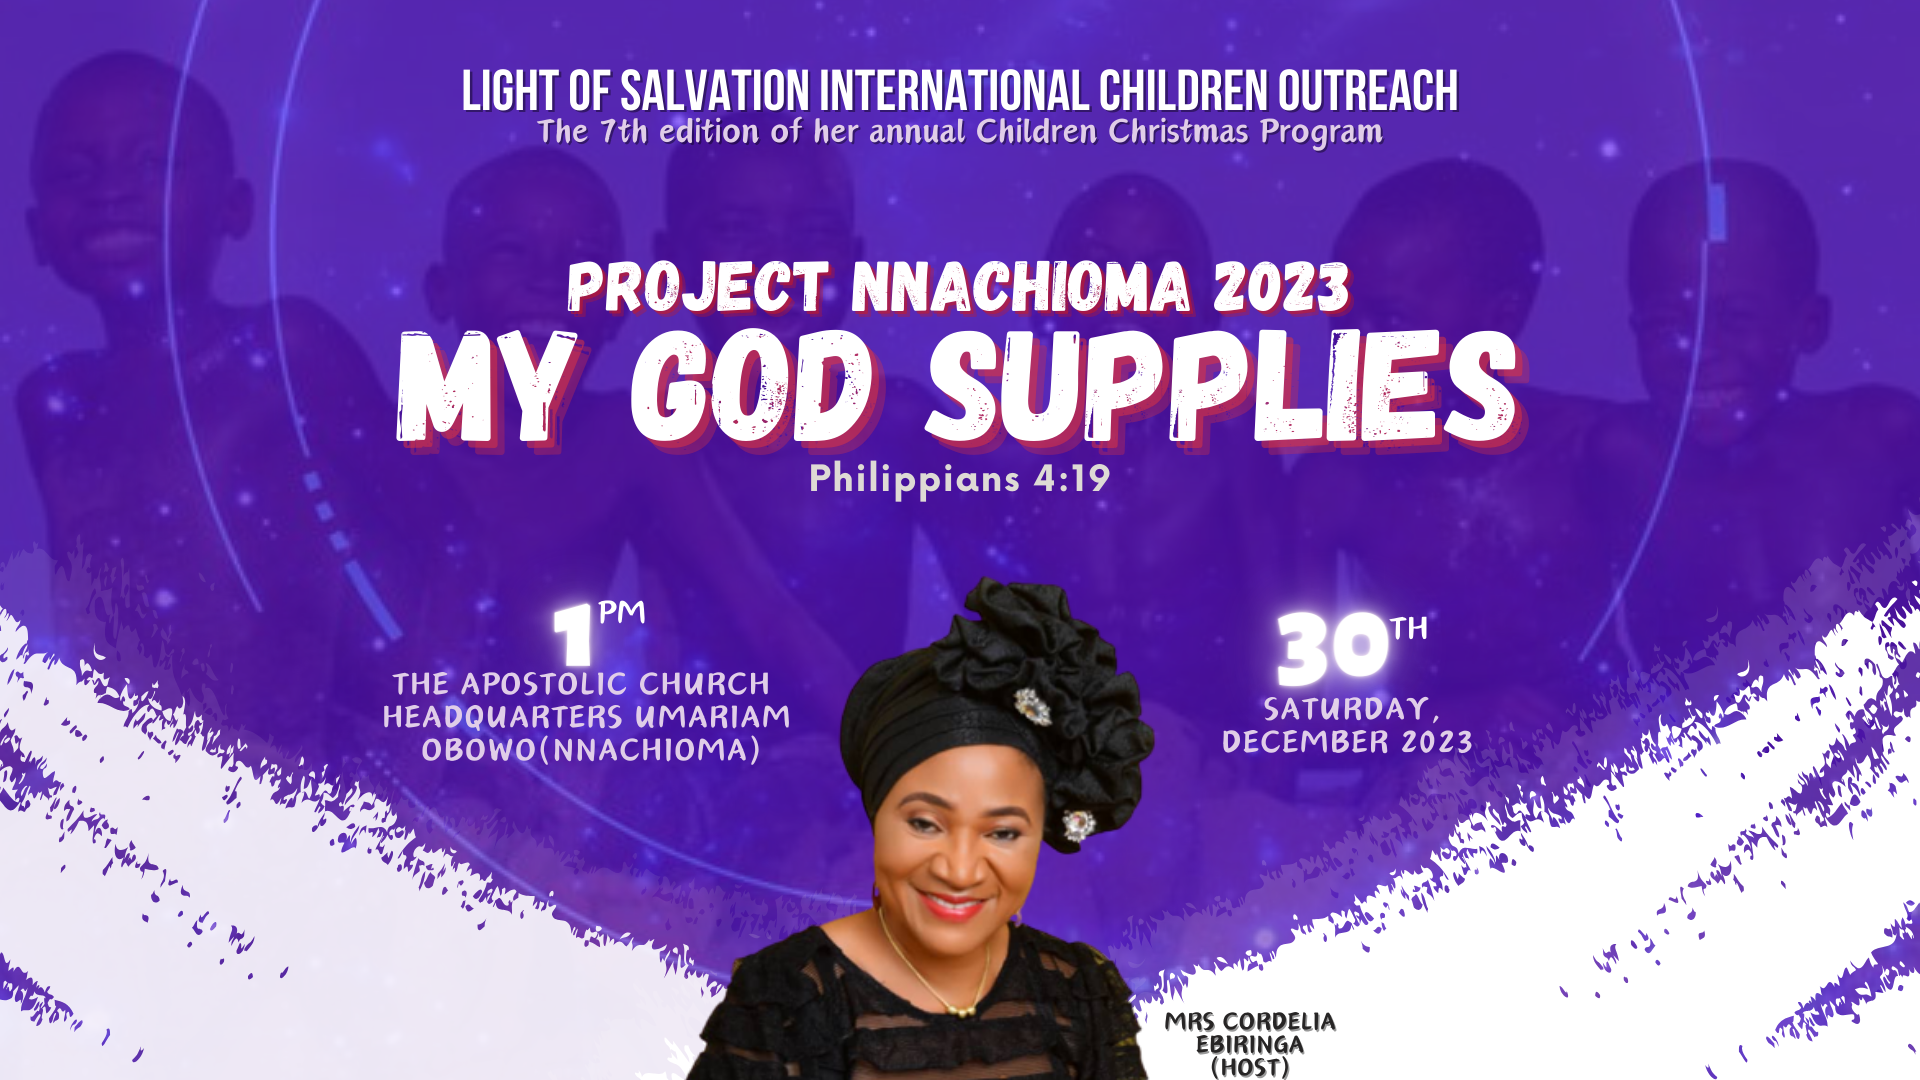 LIGHT OF SALVATION INTERNATIONAL CHILDREN OUTREACH
The 7th edition of her annual Children Christmas Program
PROJECT NNACHIOMA 2023
MY GOD SUPPLIES
Philippians 4:19
1PM
THE APOSTOLIC CHURCH
HEADQUARTERS UMARIAM
OBOWO(NNACHIOMA)
30TH
SATURDAY,
DECEMBER 2023
MRS CORDELIA
EBIRINGA
(HOST)